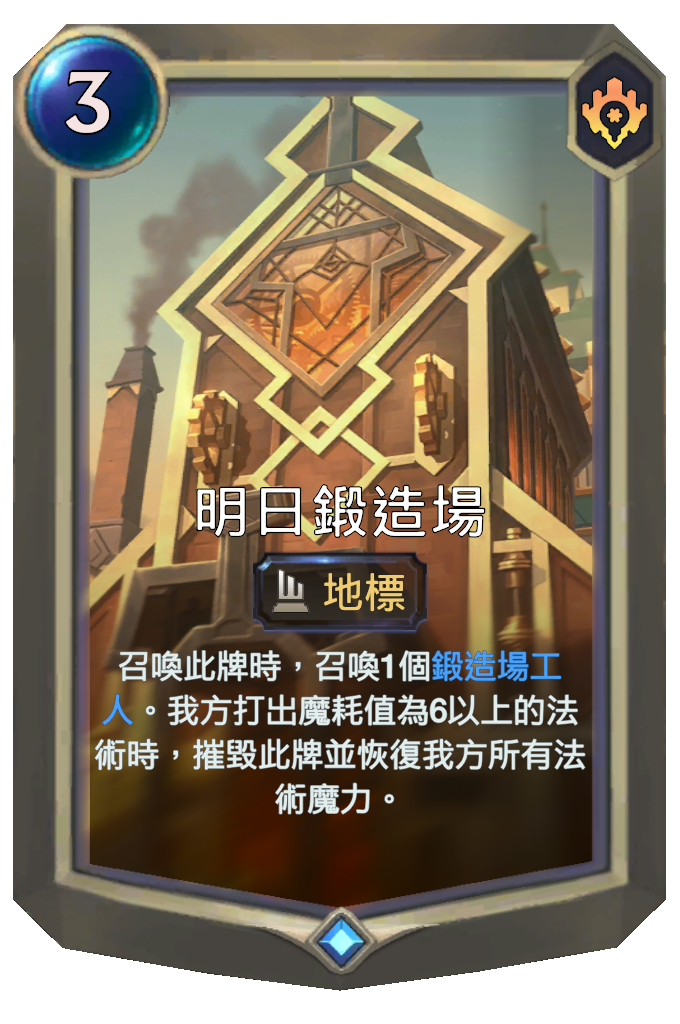 3
明日鍛造場
地標
召喚此牌時，召喚1個鍛造場工
人。我方打出魔耗值為6以上的法
術時，摧毀此牌並恢復我方所有法
術魔力。